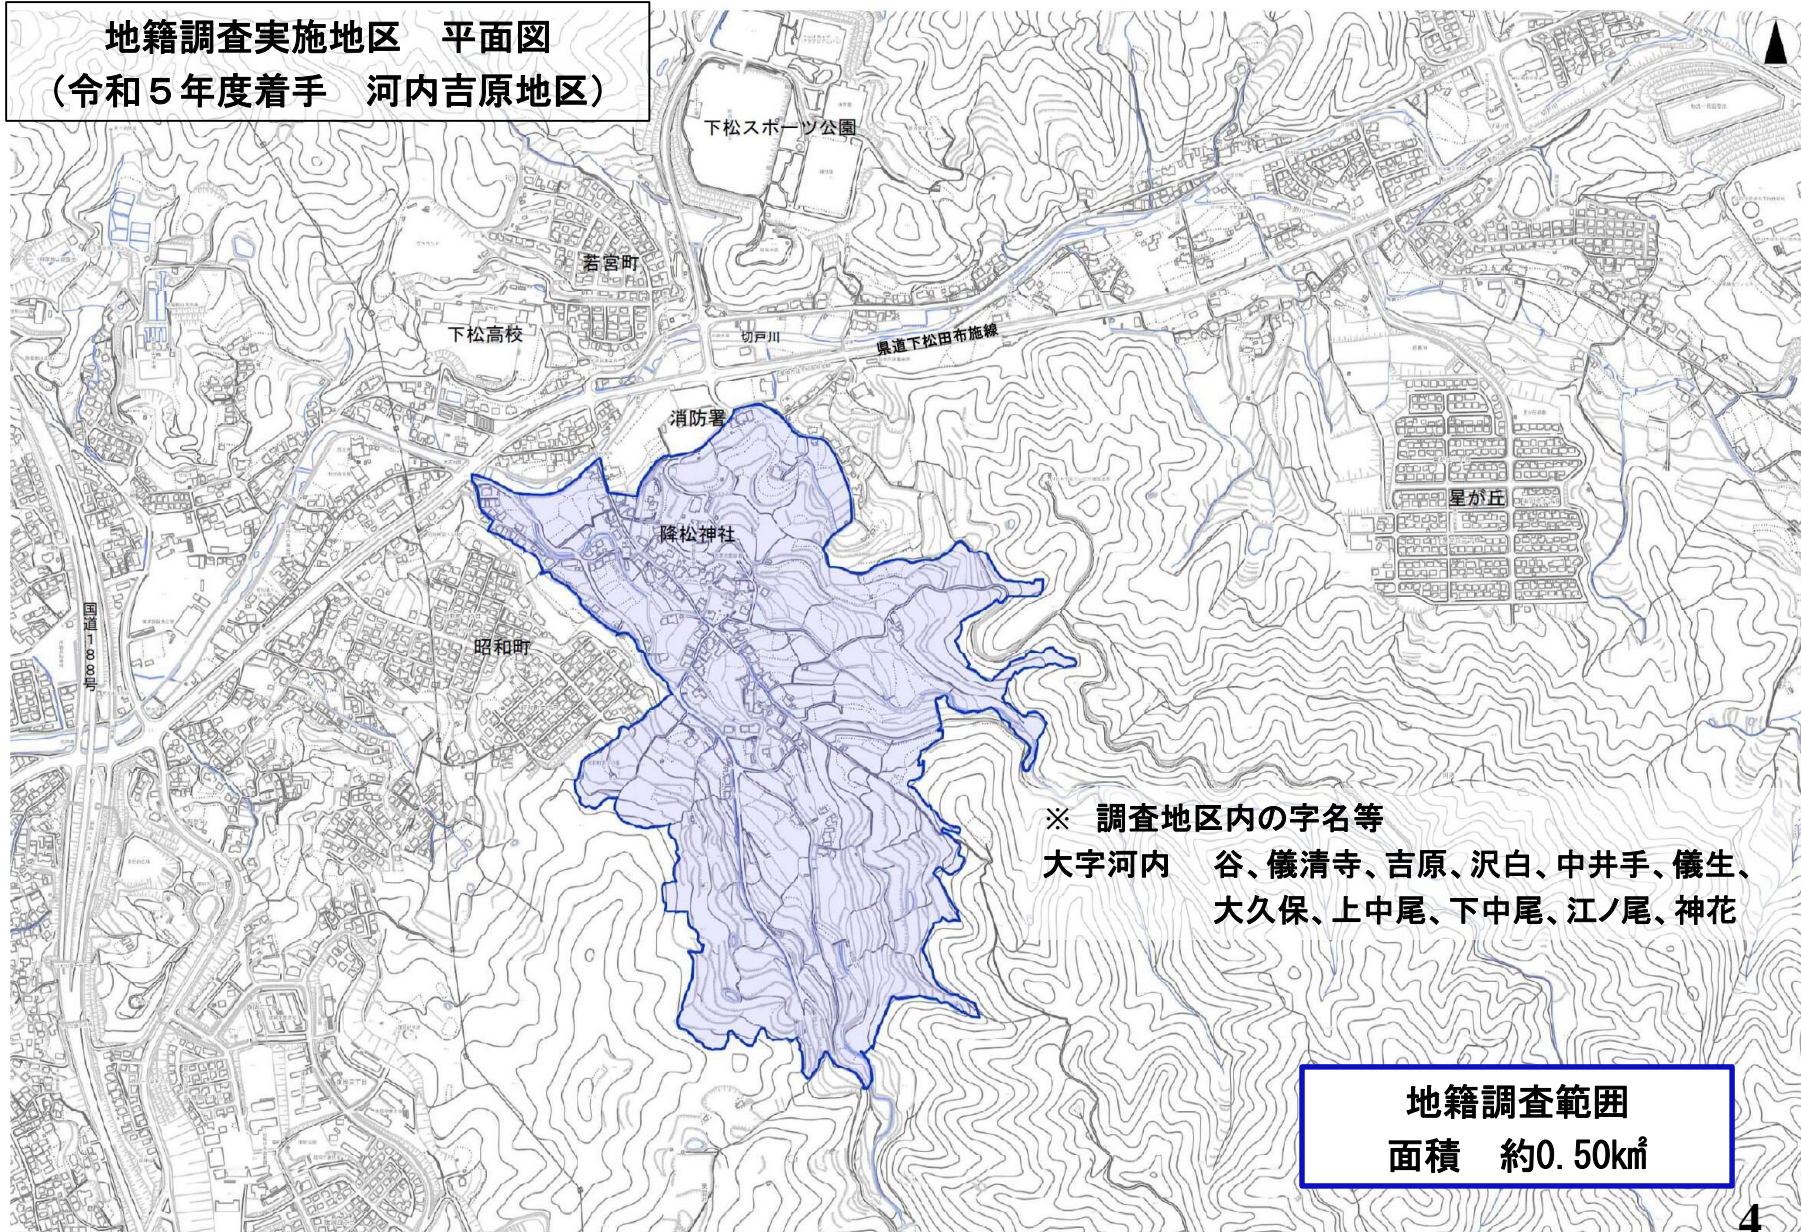 地籍調査実施地区　平面図
（令和５年度着手　河内吉原地区）
下松スポーツ公園
若宮町
下松高校
切戸川
県道下松田布施線
消防署
星が丘
降松神社
国道１８８号
昭和町
※　調査地区内の字名等
大字河内　谷、儀清寺、吉原、沢白、中井手、儀生、
大久保、上中尾、下中尾、江ノ尾、神花
地籍調査範囲
面積　約0.50㎢
4